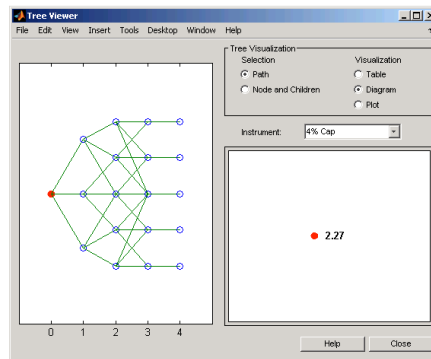 Tree Viewer
File Edit View Insert Tools Desktop Window Help
Tree Visualization
Selection
Visualization
Path
Table
Node and Children
Diagram
Plot
Instrument:
4% Cap
2.27
0 1 2 3 4
Help
Close